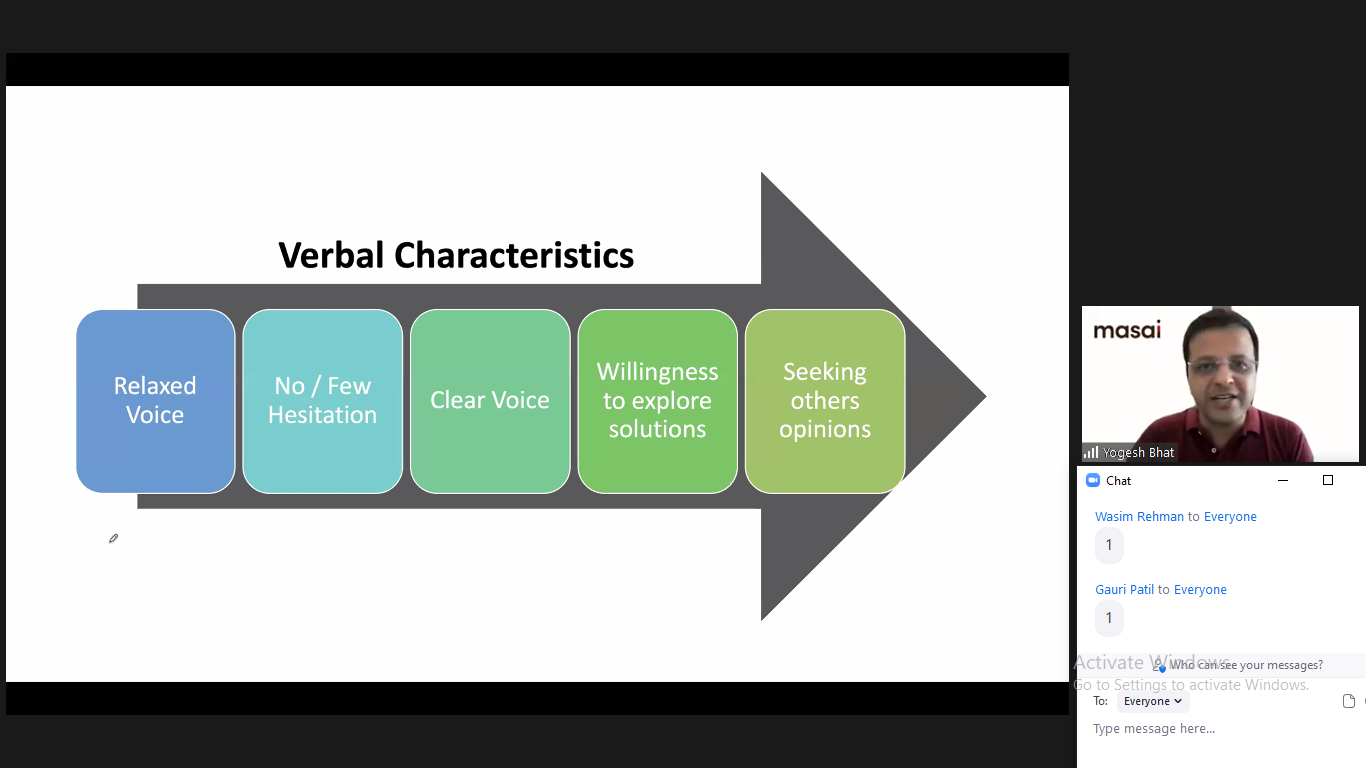 Verbal Characteristics
Relaxed
Voice
No / Few
Hesitation
Clear Voice
Willingness
to explore
solutions
Seeking
others
opinions
masai
Yogesh Bhat
Chat
Wasim Rehman to Everyone
1
Gauri Patil to Everyone
1
Activate Windows
Who can see your messages?
Go to Settings to activate Windows.
To: Everyone
Type message here...